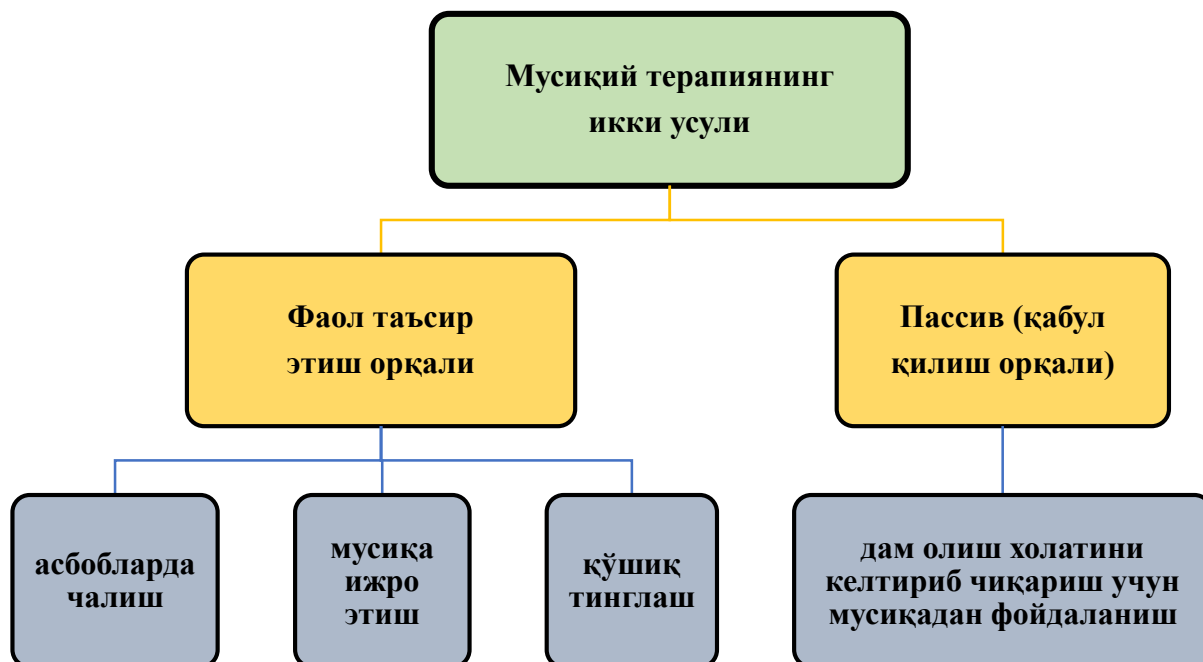 Мусиқий терапиянинг
икки усули
Фаол таъсир
этиш орқали
Пассив (қабул
қилиш орқали)
асбобларда
чалиш
мусиқа
ижро
этиш
қўшиқ
тинглаш
дам олиш холатини
келтириб чиқариш учун
мусиқадан фойдаланиш